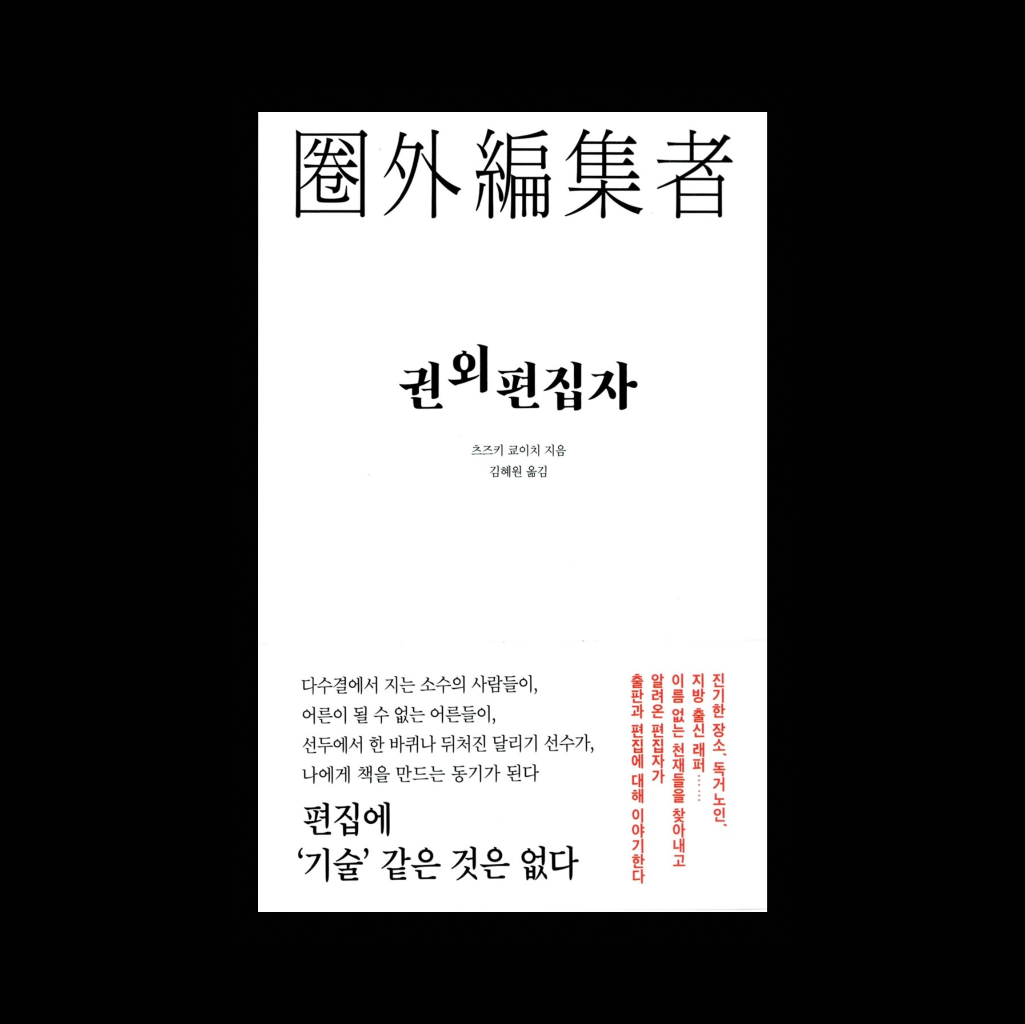 圈外編集者
권외편집자
츠즈키 쿄이치 지음
김혜원 옮김
다수결에서 지는 소수의 사람들이,
어른이 될 수 없는 어른들이,
선두에서 한 바퀴나 뒤처진 달리기 선수가,
나에게 책을 만드는 동기가 된다
편집에
‘기술’ 같은 것은 없다
진기한 장소, 독거노인,
지방 출신 래퍼……
이름 없는 천재들을 찾아내고
알려온 편집자가
출판과 편집에 대해 이야기한다